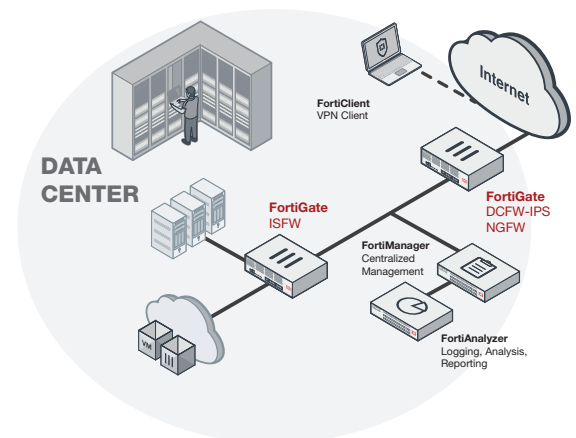 Internet
FortiClient
VPN Client
DATA
CENTER
FortiGate
DCFW-IPS
NGFW
FortiGate
ISFW
FortiManager
Centralized
Management
FortiAnalyzer
Logging, Analysis,
Reporting
VM